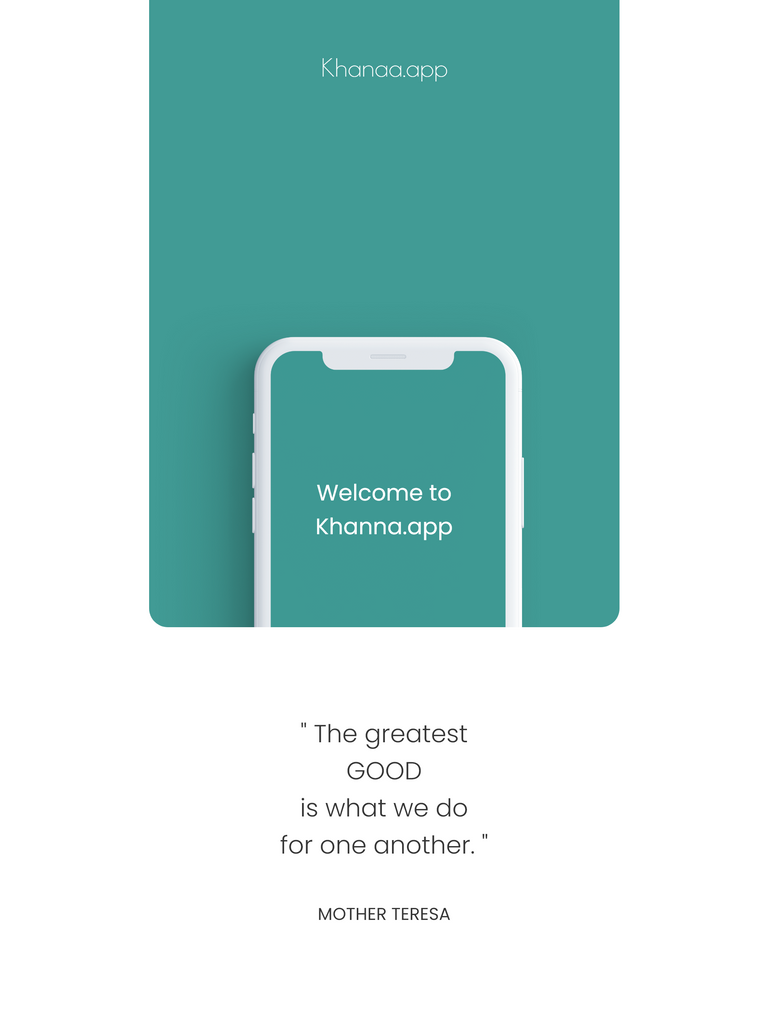 Khanaa.app
Welcome to
Khanna.app
" The greatest
GOOD
is what we do
for one another. "
MOTHER TERESA